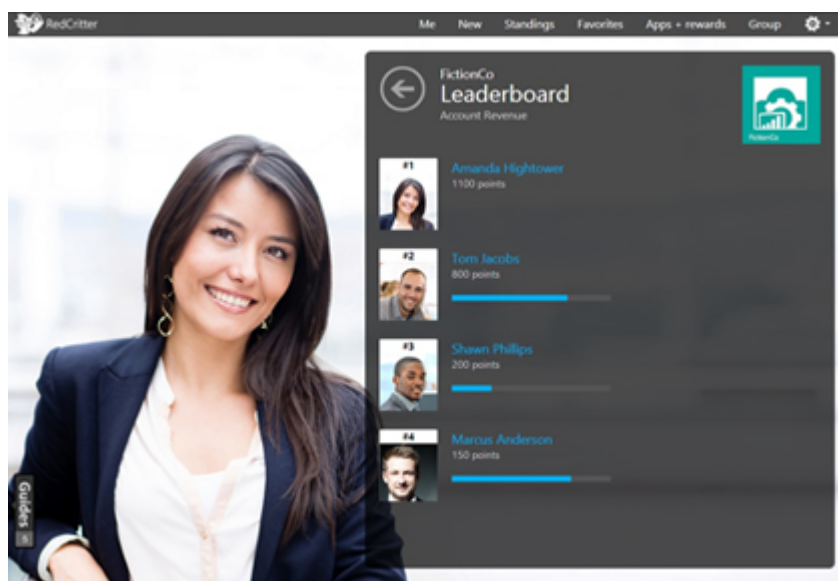 RedCritter
Me New Standings Favorites Apps + rewards Group
FictionCo
Leaderboard
Account Revenue
FictionCo
#1
Amanda Hightower
1100 points
#2
Tom Jacobs
800 points
#3
Shawn Phillips
200 points
#4
Marcus Anderson
150 points
Guides